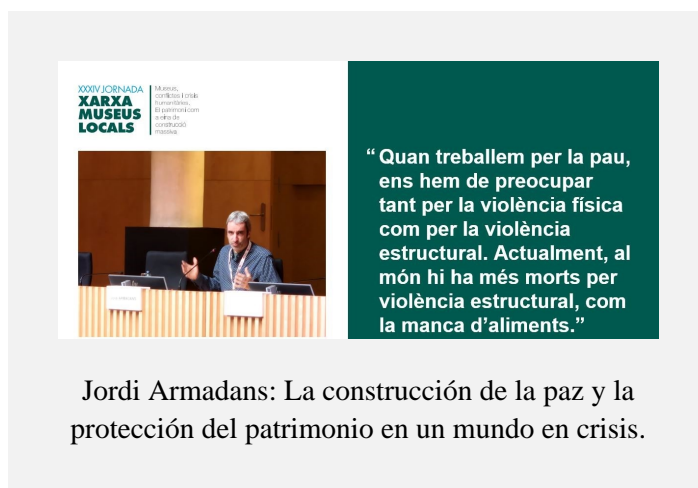 XXXIV JORNADA
XARXA
MUSEUS
LOCALS
Museus,
conflictes i crisis
humanitàries.
El patrimoni com
a eina de
construcció
massiva.
“ Quan treballem per la pau,
ens hem de preocupar
tant per la violència física
com per la violència
estructural. Actualment, al
món hi ha més morts per
violència estructural, com
la manca d’aliments.”
Jordi Armadans: La construcción de la paz y la
protección del patrimonio en un mundo en crisis.